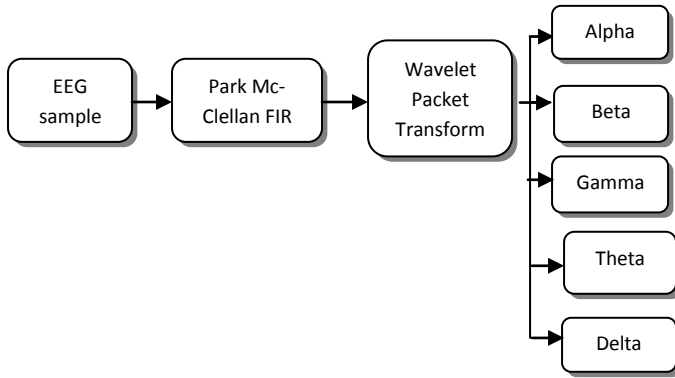 EEG
sample
Park Mc-
Clellan FIR
Wavelet
Packet
Transform
Alpha
Beta
Gamma
Theta
Delta